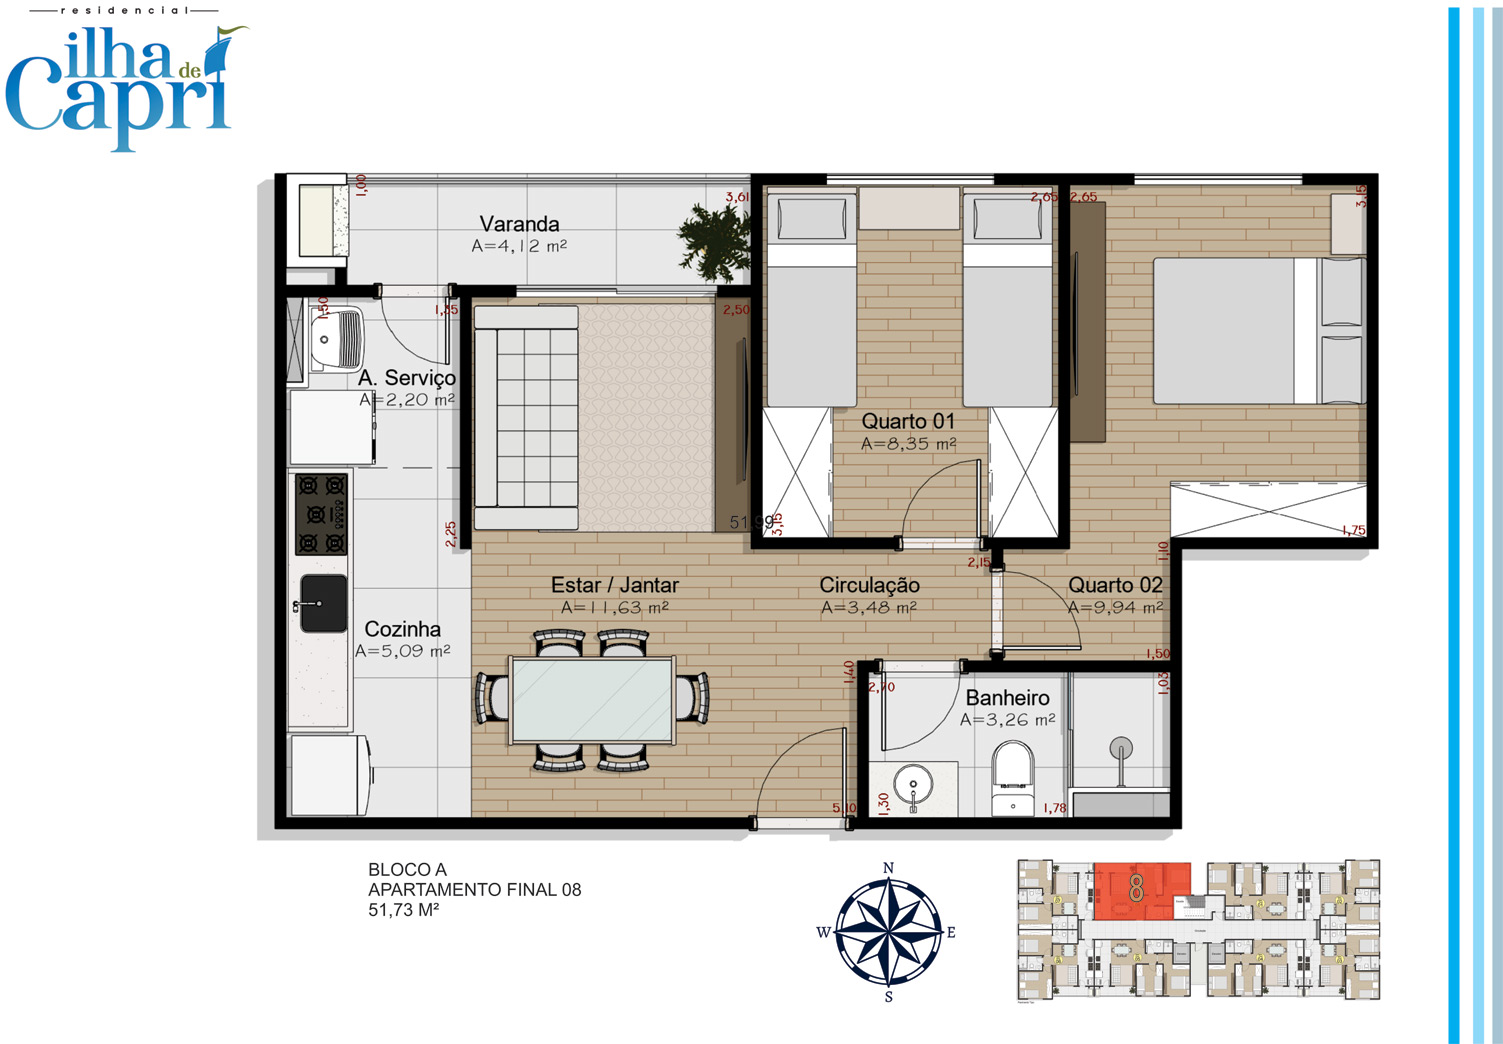 residencial
ilha de
Capri
1,00
3,61
Varanda
A=4,12 m²
2,65
2,65
3,15
1,50
1,35
2,50
A. Serviço
A=2,20 m²
Quarto 01
A=8,35 m²
51,99
3,15
1,75
2,25
1,10
2,15
Estar / Jantar
A=11,63 m²
Circulação
A=3,48 m²
Quarto 02
A=9,94 m²
Cozinha
A=5,09 m²
1,50
1,40
2,70
1,03
Banheiro
A=3,26 m²
5,10
1,30
1,78
BLOCO A
APARTAMENTO FINAL 08
51,73 M²
N
W
E
S
8